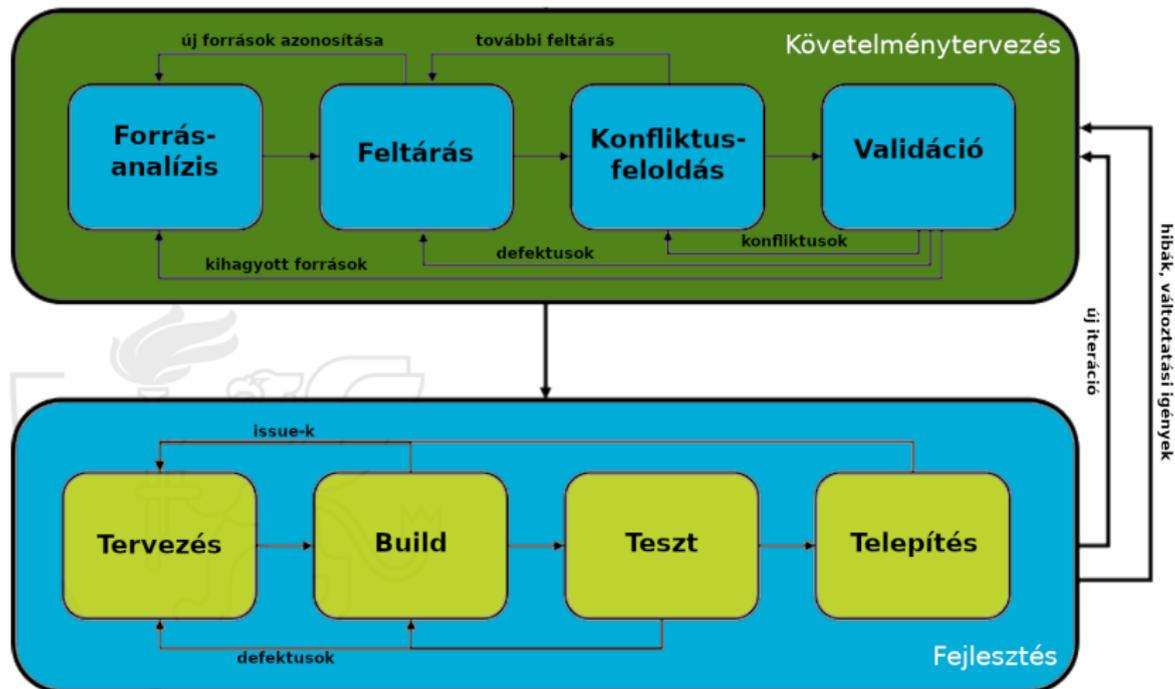 Követelménytervezés
új források azonosítása
további feltárás
Forrás-
analízis
Feltárás
Konfliktus-
feloldás
Validáció
konfliktusok
defektusok
kihagyott források
új iteráció
hibák, változtatási igények
issue-k
Tervezés
Build
Teszt
Telepítés
defektusok
Fejlesztés